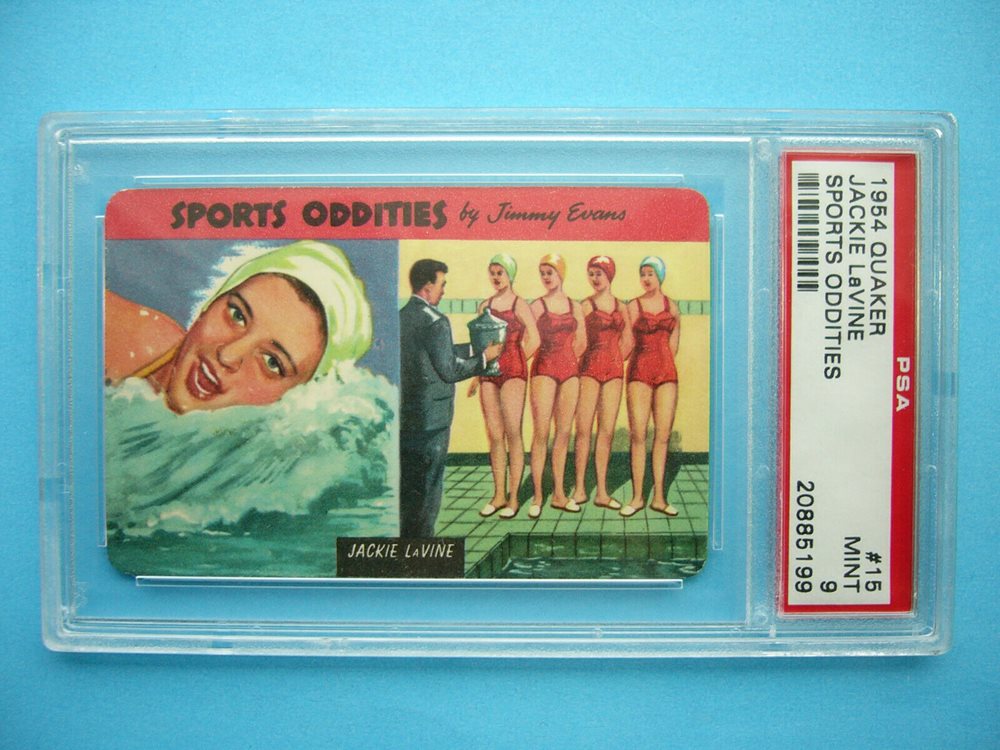 SPORTS ODDITIES by Jimmy Evans
JACKIE LAVINE
1954 QUAKER
JACKIE LaVINE
SPORTS ODDITIES
PSA
#15
MINT
9
20885199